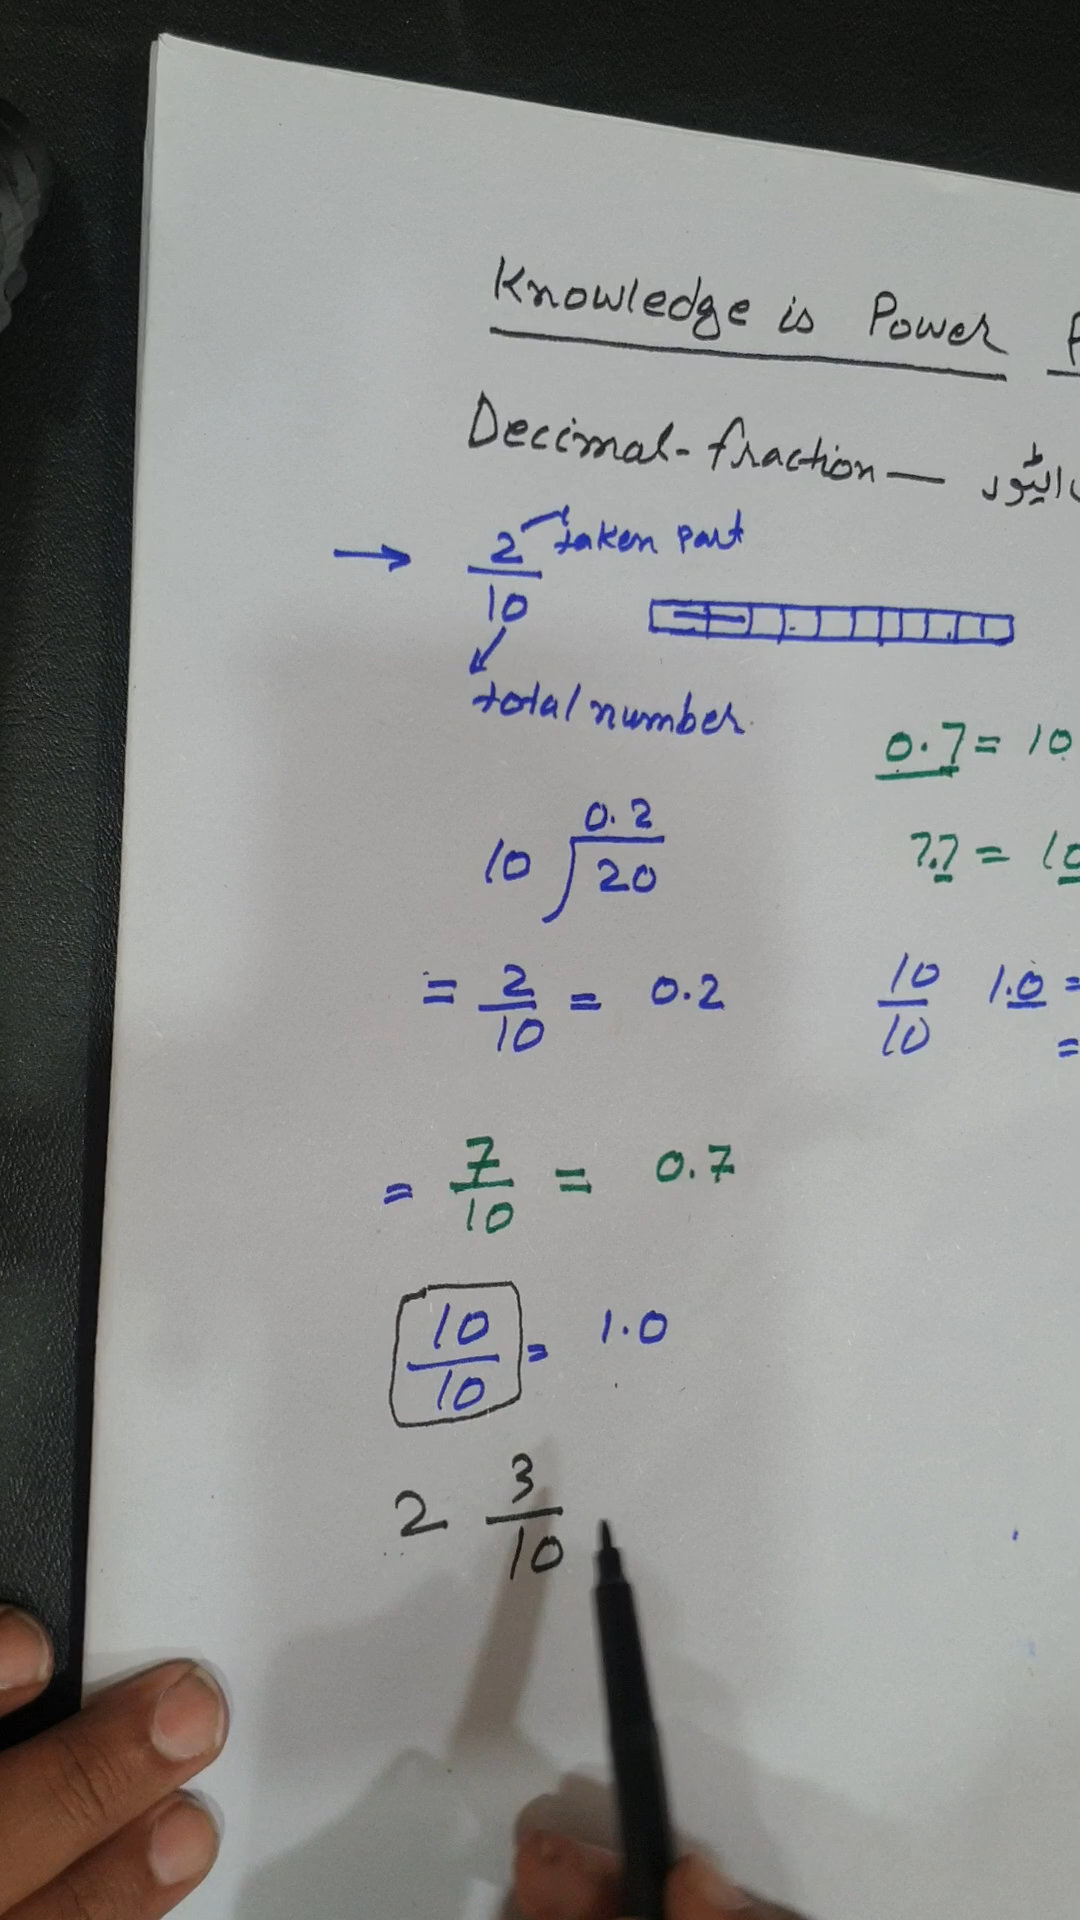 Knowledge is Power
Decimal-fraction —
→ 2/10 taken part
total number
0.7 = 10
0.2
10 ⟌ 20
7.7 = 10
= 2/10 = 0.2
10/10 1.0 =
=
= 7/10 = 0.7
10/10 = 1.0
2 3/10